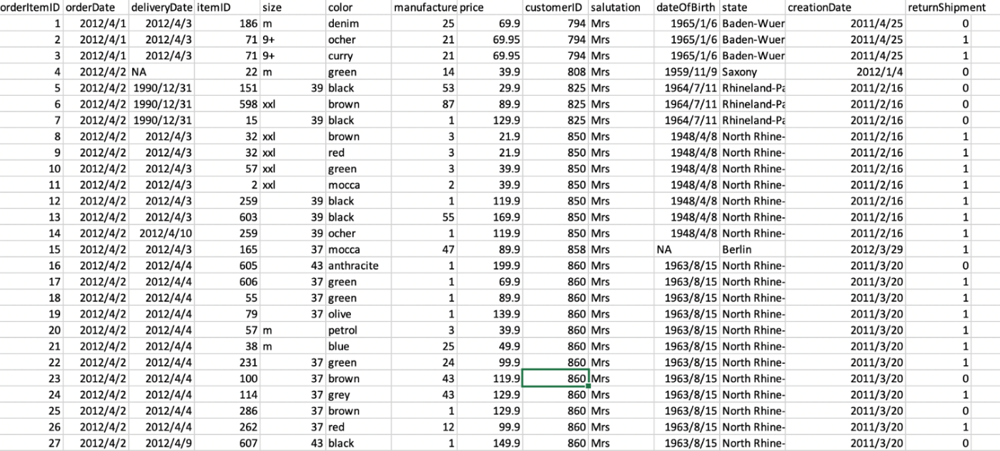 orderItemID orderDate deliveryDate itemID size color manufacture price customerID salutation dateOfBirth state creationDate returnShipment
1 2012/4/1 2012/4/3 186 m denim 25 69.9 794 Mrs 1965/1/6 Baden-Wuer 2011/4/25 0
2 2012/4/1 2012/4/3 71 9+ ocher 21 69.95 794 Mrs 1965/1/6 Baden-Wuer 2011/4/25 1
3 2012/4/1 2012/4/3 71 9+ curry 21 69.95 794 Mrs 1965/1/6 Baden-Wuer 2011/4/25 1
4 2012/4/2 NA 22 m green 14 39.9 808 Mrs 1959/11/9 Saxony 2012/1/4 0
5 2012/4/2 1990/12/31 151 39 black 53 29.9 825 Mrs 1964/7/11 Rhineland-Pa 2011/2/16 0
6 2012/4/2 1990/12/31 598 xxl brown 87 89.9 825 Mrs 1964/7/11 Rhineland-Pa 2011/2/16 0
7 2012/4/2 1990/12/31 15 39 black 1 129.9 825 Mrs 1964/7/11 Rhineland-Pa 2011/2/16 0
8 2012/4/2 2012/4/3 32 xxl brown 3 21.9 850 Mrs 1948/4/8 North Rhine- 2011/2/16 1
9 2012/4/2 2012/4/3 32 xxl red 3 21.9 850 Mrs 1948/4/8 North Rhine- 2011/2/16 1
10 2012/4/2 2012/4/3 57 xxl green 3 39.9 850 Mrs 1948/4/8 North Rhine- 2011/2/16 1
11 2012/4/2 2012/4/3 2 xxl mocca 2 39.9 850 Mrs 1948/4/8 North Rhine- 2011/2/16 1
12 2012/4/2 2012/4/3 259 39 black 1 119.9 850 Mrs 1948/4/8 North Rhine- 2011/2/16 1
13 2012/4/2 2012/4/3 603 39 black 55 169.9 850 Mrs 1948/4/8 North Rhine- 2011/2/16 1
14 2012/4/2 2012/4/10 259 39 ocher 1 119.9 850 Mrs 1948/4/8 North Rhine- 2011/2/16 1
15 2012/4/2 2012/4/3 165 37 mocca 47 89.9 858 Mrs NA Berlin 2012/3/29 1
16 2012/4/2 2012/4/4 605 43 anthracite 1 199.9 860 Mrs 1963/8/15 North Rhine- 2011/3/20 0
17 2012/4/2 2012/4/4 606 37 green 1 69.9 860 Mrs 1963/8/15 North Rhine- 2011/3/20 1
18 2012/4/2 2012/4/4 55 37 green 1 89.9 860 Mrs 1963/8/15 North Rhine- 2011/3/20 1
19 2012/4/2 2012/4/4 79 37 olive 1 139.9 860 Mrs 1963/8/15 North Rhine- 2011/3/20 1
20 2012/4/2 2012/4/4 57 m petrol 3 39.9 860 Mrs 1963/8/15 North Rhine- 2011/3/20 1
21 2012/4/2 2012/4/4 38 m blue 25 49.9 860 Mrs 1963/8/15 North Rhine- 2011/3/20 1
22 2012/4/2 2012/4/4 231 37 green 24 99.9 860 Mrs 1963/8/15 North Rhine- 2011/3/20 1
23 2012/4/2 2012/4/4 100 37 brown 43 119.9 860 Mrs 1963/8/15 North Rhine- 2011/3/20 0
24 2012/4/2 2012/4/4 114 37 grey 43 129.9 860 Mrs 1963/8/15 North Rhine- 2011/3/20 1
25 2012/4/2 2012/4/4 286 37 brown 1 129.9 860 Mrs 1963/8/15 North Rhine- 2011/3/20 0
26 2012/4/2 2012/4/4 262 37 red 12 99.9 860 Mrs 1963/8/15 North Rhine- 2011/3/20 1
27 2012/4/2 2012/4/9 607 43 black 1 149.9 860 Mrs 1963/8/15 North Rhine- 2011/3/20 0